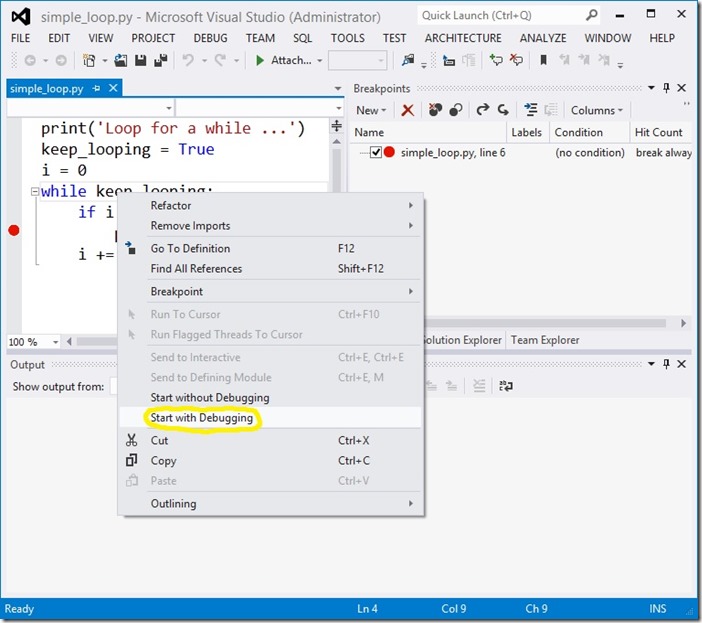 simple_loop.py - Microsoft Visual Studio (Administrator)
Quick Launch (Ctrl+Q)
FILE EDIT VIEW PROJECT DEBUG TEAM SQL TOOLS TEST ARCHITECTURE ANALYZE WINDOW HELP
Attach...
simple_loop.py
print('Loop for a while ...')
keep_looping = True
i = 0
while keep_looping:
if i
i +=
100 %
Breakpoints
New Columns
Name Labels Condition Hit Count
simple_loop.py, line 6 (no condition) break alway
Solution Explorer Team Explorer
Refactor
Remove Imports
Go To Definition F12
Find All References Shift+F12
Breakpoint
Run To Cursor Ctrl+F10
Run Flagged Threads To Cursor
Send to Interactive Ctrl+E, Ctrl+E
Send to Defining Module Ctrl+E, M
Start without Debugging
Start with Debugging
Cut Ctrl+X
Copy Ctrl+C
Paste Ctrl+V
Outlining
Output
Show output from:
Ready Ln 4 Col 9 Ch 9 INS